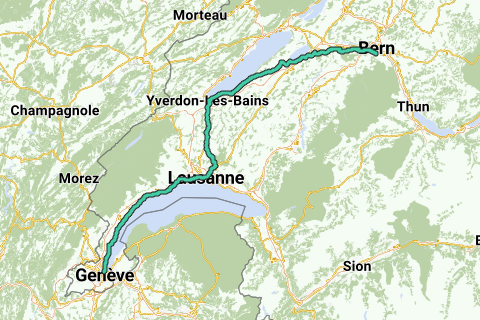 Morteau
Bern
Yverdon-Les-Bains
Champagnole
Thun
Morez
Lausanne
Sion
Genève